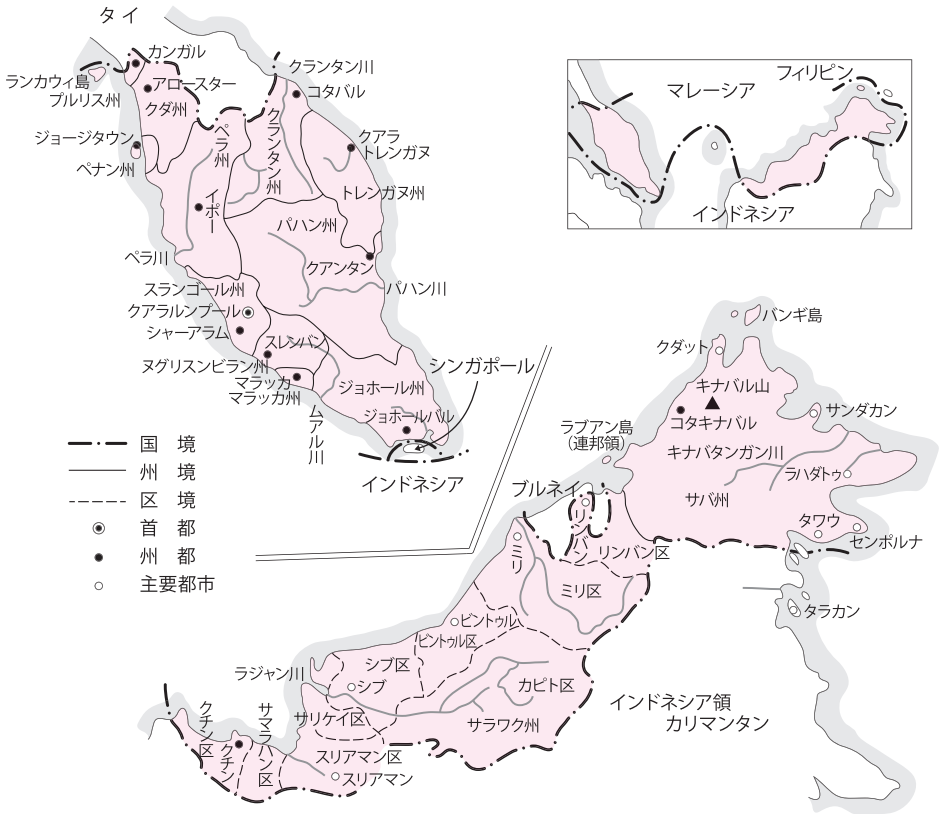 タイ
カンガル
ランカウィ島
プルリス州
アロースター
クダ州
ジョージタウン
ペナン州
クランタン川
コタバル
クアラ
トレンガヌ
ペラ州
クランタン州
トレンガヌ州
イポー
パハン州
クアンタン
ペラ川
パハン川
スランゴール州
クアラルンプール
シャーアラム
スレンバン
ヌグリスンビラン州
マラッカ
マラッカ州
ジョホール州
シンガポール
ジョホールバル
ムアル川
インドネシア
フィリピン
マレーシア
インドネシア
国境
州境
区境
首都
州都
主要都市
バンギ島
クダット
キナバル山
サンダカン
コタキナバル
ラブアン島
(連邦領)
キナバタンガン川
ラハダトゥ
サバ州
タワウ
センポルナ
ブルネイ
リンバン
リンバン区
ミリ
ミリ区
タラカン
ビントゥル
ビントゥル区
シブ区
ラジャン川
シブ
カピト区
サリケイ区
サラワク州
インドネシア領
カリマンタン
クチン区
クチン
サマラハン区
スリアマン区
スリアマン